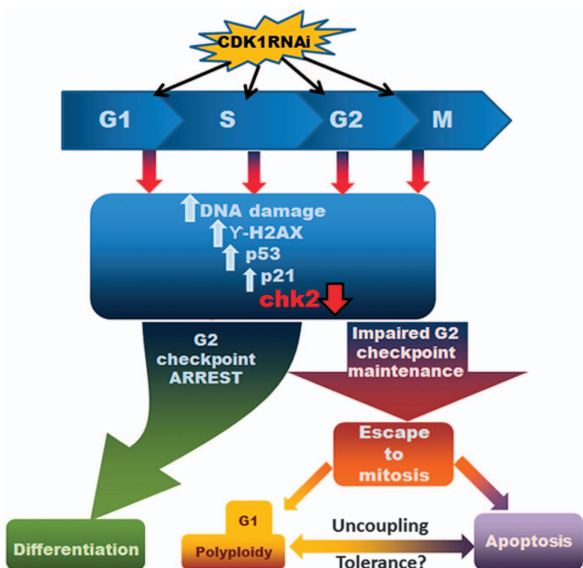 CDK1RNAi
G1
S
G2
M
DNA damage
ϒ-H2AX
p53
p21
chk2
G2
checkpoint
ARREST
Impaired G2
checkpoint
maintenance
Escape
to
mitosis
Differentiation
G1
Polyploidy
Uncoupling
Tolerance?
Apoptosis